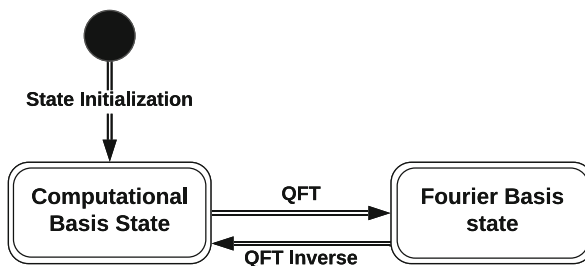 State Initialization
Computational
Basis State
QFT
Fourier Basis
state
QFT Inverse